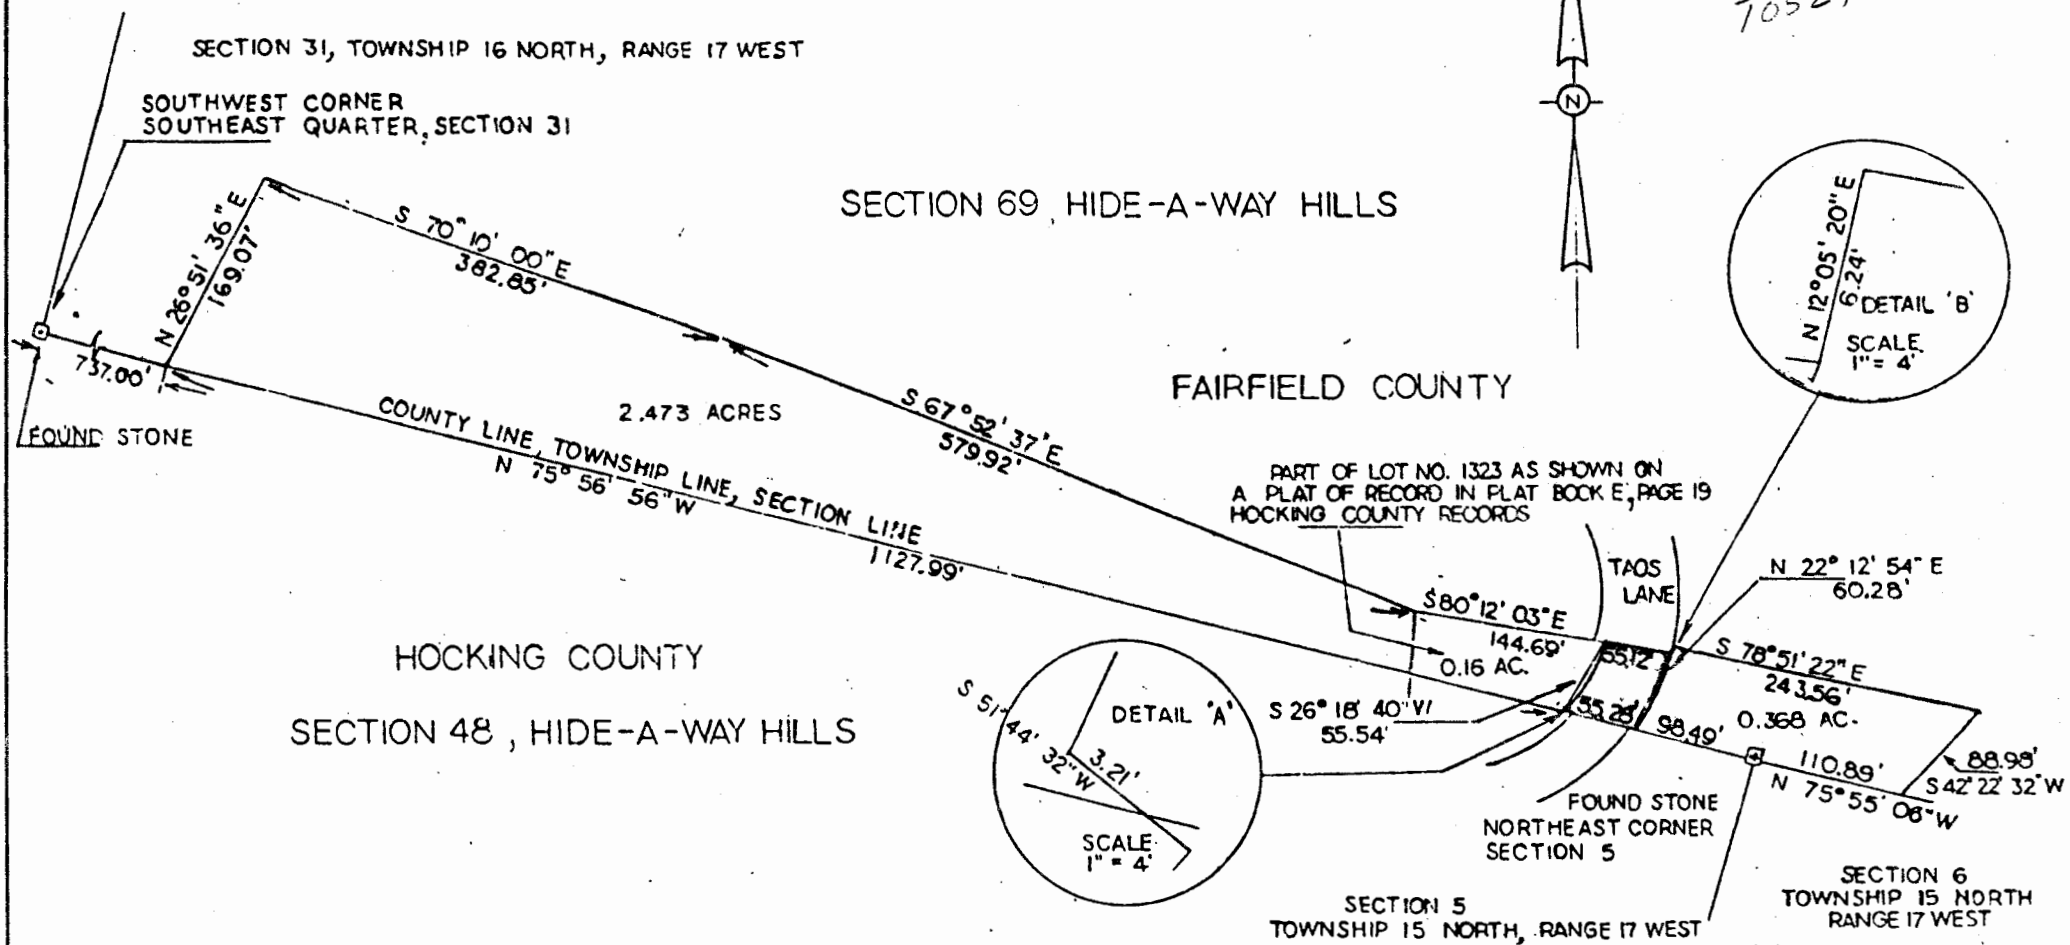 SECTION 31, TOWNSHIP 16 NORTH, RANGE 17 WEST
SOUTHWEST CORNER
SOUTHEAST QUARTER, SECTION 31
N
SECTION 69, HIDE-A-WAY HILLS
N 26°51' 36"E
169.07'
S 70° 10' 00"E
382.85'
N 12°05' 20"E
6.24'
DETAIL 'B'
SCALE
1" = 4'
737.00'
FOUND STONE
2.473 ACRES
FAIRFIELD COUNTY
COUNTY LINE, TOWNSHIP LINE, SECTION LINE
N 75° 56' 56"W
1127.99'
S 67°52' 37"E
579.92'
PART OF LOT NO. 1323 AS SHOWN ON
A PLAT OF RECORD IN PLAT BOCK E, PAGE 19
HOCKING COUNTY RECORDS
TAOS
LANE
N 22° 12' 54" E
60.28'
S80°12' 03"E
144.69'
0.16 AC.
55.12'
S 78°51' 22"E
243.56'
0.368 AC.
HOCKING COUNTY
SECTION 48, HIDE-A-WAY HILLS
S 51° 44' 32"W
3.21'
DETAIL 'A'
SCALE
1" = 4'
S 26° 18' 40" W
55.54'
55.28'
98.49'
110.89'
N 75°55' 06"W
88.98'
S 42° 22' 32" W
FOUND STONE
NORTHEAST CORNER
SECTION 5
SECTION 5
TOWNSHIP 15 NORTH, RANGE 17 WEST
SECTION 6
TOWNSHIP 15 NORTH
RANGE 17 WEST